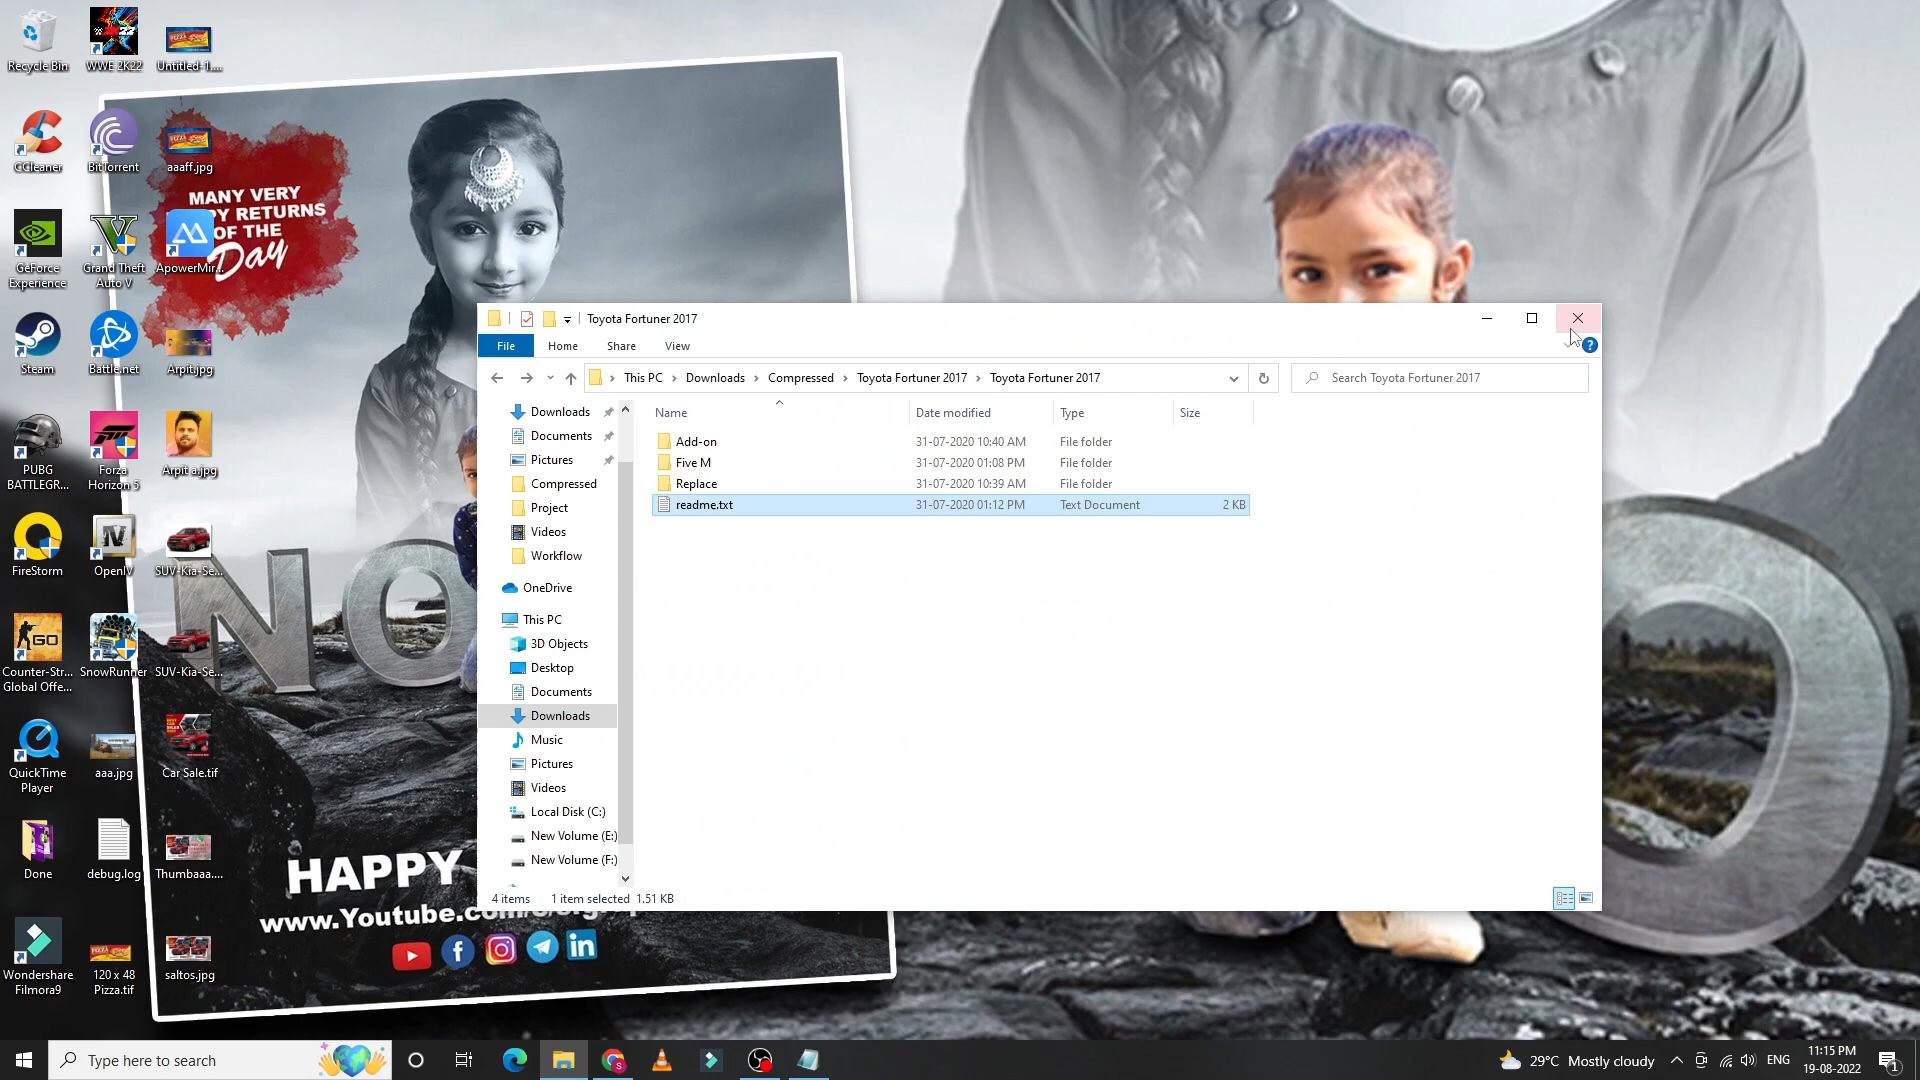 Recycle Bin
WWE 2K22
Untitled-1....
CCleaner
BitTorrent
aaaff.jpg
GeForce
Experience
Grand Theft
Auto V
ApowerMir...
Steam
Battle.net
Arpit.jpg
PUBG
BATTLEGR...
Forza
Horizon 5
Arpit a.jpg
FireStorm
OpenIV
SUV-Kia-Se...
Counter-Str...
Global Offe...
SnowRunner
SUV-Kia-Se...
QuickTime
Player
aaa.jpg
Car Sale.tif
Done
debug.log
Thumbaaa....
Wondershare
Filmora9
120 x 48
Pizza.tif
saltos.jpg
MANY VERY
Y RETURNS
OF THE
Day
NO
HAPPY
www.Youtube.com/
Toyota Fortuner 2017
File
Home
Share
View
This PC > Downloads > Compressed > Toyota Fortuner 2017 > Toyota Fortuner 2017
Search Toyota Fortuner 2017
Downloads
Documents
Pictures
Compressed
Project
Videos
Workflow
OneDrive
This PC
3D Objects
Desktop
Documents
Downloads
Music
Pictures
Videos
Local Disk (C:)
New Volume (E:)
New Volume (F:)
Name Date modified Type Size
Add-on 31-07-2020 10:40 AM File folder
Five M 31-07-2020 01:08 PM File folder
Replace 31-07-2020 10:39 AM File folder
readme.txt 31-07-2020 01:12 PM Text Document 2 KB
4 items 1 item selected 1.51 KB
Type here to search
29°C Mostly cloudy
ENG
11:15 PM
19-08-2022
1